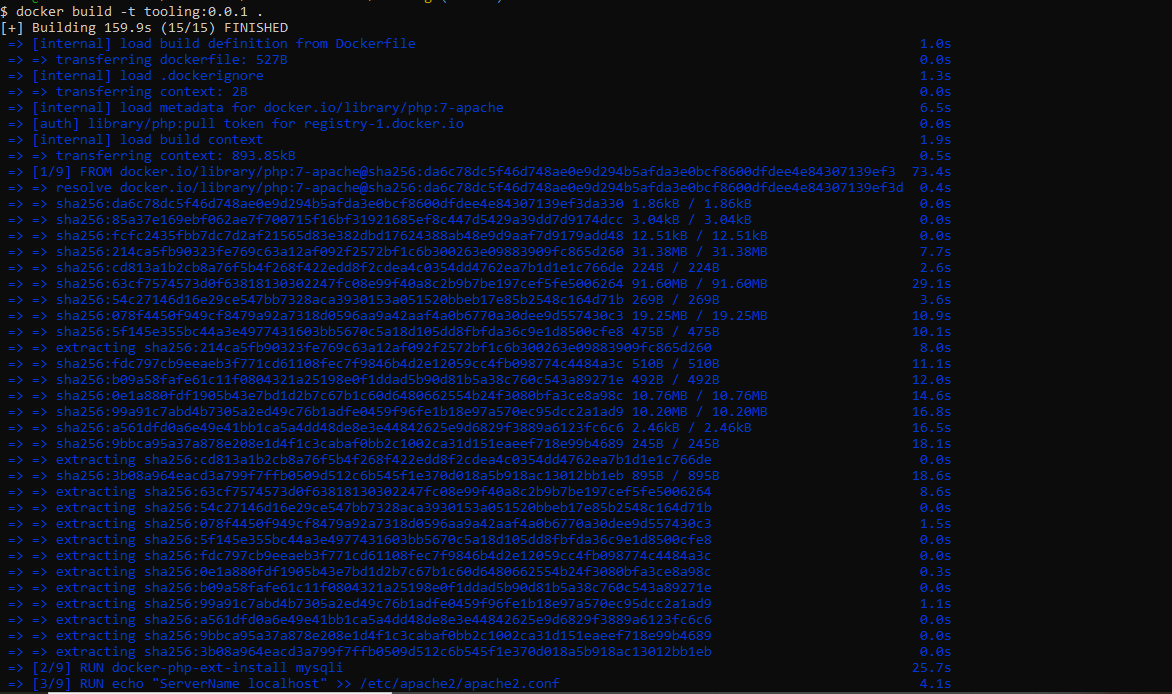 $ docker build -t tooling:0.0.1 .
[+] Building 159.9s (15/15) FINISHED
=> [internal] load build definition from Dockerfile 1.0s
=> => transferring dockerfile: 527B 0.0s
=> [internal] load .dockerignore 1.3s
=> => transferring context: 2B 0.0s
=> [internal] load metadata for docker.io/library/php:7-apache 6.5s
=> [auth] library/php:pull token for registry-1.docker.io 0.0s
=> [internal] load build context 1.9s
=> => transferring context: 893.85kB 0.5s
=> [1/9] FROM docker.io/library/php:7-apache@sha256:da6c78dc5f46d748ae0e9d294b5afda3e0bcf8600dfdee4e84307139ef3 73.4s
=> => resolve docker.io/library/php:7-apache@sha256:da6c78dc5f46d748ae0e9d294b5afda3e0bcf8600dfdee4e84307139ef3d 0.4s
=> => sha256:da6c78dc5f46d748ae0e9d294b5afda3e0bcf8600dfdee4e84307139ef3da330 1.86kB / 1.86kB 0.0s
=> => sha256:85a37e169ebf062ae7f700715f16bf31921685ef8c447d5429a39dd7d9174dcc 3.04kB / 3.04kB 0.0s
=> => sha256:fcfc2435fbb7dc7d2af21565d83e382dbd17624388ab48e9d9aaf7d9179add48 12.51kB / 12.51kB 0.0s
=> => sha256:214ca5fb90323fe769c63a12af092f2572bf1c6b300263e09883909fc865d260 31.38MB / 31.38MB 7.7s
=> => sha256:cd813a1b2cb8a76f5b4f268f422edd8f2cdea4c0354dd4762ea7b1d1e1c766de 224B / 224B 2.6s
=> => sha256:63cf7574573d0f63818130302247fc08e99f40a8c2b9b7be197cef5fe5006264 91.60MB / 91.60MB 29.1s
=> => sha256:54c27146d16e29ce547bb7328aca3930153a051520bbeb17e85b2548c164d71b 269B / 269B 3.6s
=> => sha256:078f4450f949cf8479a92a7318d0596aa9a42aaf4a0b6770a30dee9d557430c3 19.25MB / 19.25MB 10.9s
=> => sha256:5f145e355bc44a3e4977431603bb5670c5a18d105dd8fbfda36c9e1d8500cfe8 475B / 475B 10.1s
=> => extracting sha256:214ca5fb90323fe769c63a12af092f2572bf1c6b300263e09883909fc865d260 8.0s
=> => sha256:fdc797cb9eeaeb3f771cd61108fec7f9846b4d2e12059cc4fb098774c4484a3c 510B / 510B 11.1s
=> => sha256:b09a58fafe61c11f0804321a25198e0f1ddad5b90d81b5a38c760c543a89271e 492B / 492B 12.0s
=> => sha256:0e1a880fdf1905b43e7bd1d2b7c67b1c60d6480662554b24f3080bfa3ce8a98c 10.76MB / 10.76MB 14.6s
=> => sha256:99a91c7abd4b7305a2ed49c76b1adfe0459f96fe1b18e97a570ec95dcc2a1ad9 10.20MB / 10.20MB 16.8s
=> => sha256:a561dfd0a6e49e41bb1ca5a4dd48de8e3e44842625e9d6829f3889a6123fc6c6 2.46kB / 2.46kB 16.5s
=> => sha256:9bbca95a37a878e208e1d4f1c3cabaf0bb2c1002ca31d151eaeef718e99b4689 245B / 245B 18.1s
=> => extracting sha256:cd813a1b2cb8a76f5b4f268f422edd8f2cdea4c0354dd4762ea7b1d1e1c766de 0.0s
=> => sha256:3b08a964eacd3a799f7ffb0509d512c6b545f1e370d018a5b918ac13012bb1eb 895B / 895B 18.6s
=> => extracting sha256:63cf7574573d0f63818130302247fc08e99f40a8c2b9b7be197cef5fe5006264 8.6s
=> => extracting sha256:54c27146d16e29ce547bb7328aca3930153a051520bbeb17e85b2548c164d71b 0.0s
=> => extracting sha256:078f4450f949cf8479a92a7318d0596aa9a42aaf4a0b6770a30dee9d557430c3 1.5s
=> => extracting sha256:5f145e355bc44a3e4977431603bb5670c5a18d105dd8fbfda36c9e1d8500cfe8 0.0s
=> => extracting sha256:fdc797cb9eeaeb3f771cd61108fec7f9846b4d2e12059cc4fb098774c4484a3c 0.0s
=> => extracting sha256:0e1a880fdf1905b43e7bd1d2b7c67b1c60d6480662554b24f3080bfa3ce8a98c 0.3s
=> => extracting sha256:b09a58fafe61c11f0804321a25198e0f1ddad5b90d81b5a38c760c543a89271e 0.0s
=> => extracting sha256:99a91c7abd4b7305a2ed49c76b1adfe0459f96fe1b18e97a570ec95dcc2a1ad9 1.1s
=> => extracting sha256:a561dfd0a6e49e41bb1ca5a4dd48de8e3e44842625e9d6829f3889a6123fc6c6 0.0s
=> => extracting sha256:9bbca95a37a878e208e1d4f1c3cabaf0bb2c1002ca31d151eaeef718e99b4689 0.0s
=> => extracting sha256:3b08a964eacd3a799f7ffb0509d512c6b545f1e370d018a5b918ac13012bb1eb 0.0s
=> [2/9] RUN docker-php-ext-install mysqli 25.7s
=> [3/9] RUN echo "ServerName localhost" >> /etc/apache2/apache2.conf 4.1s